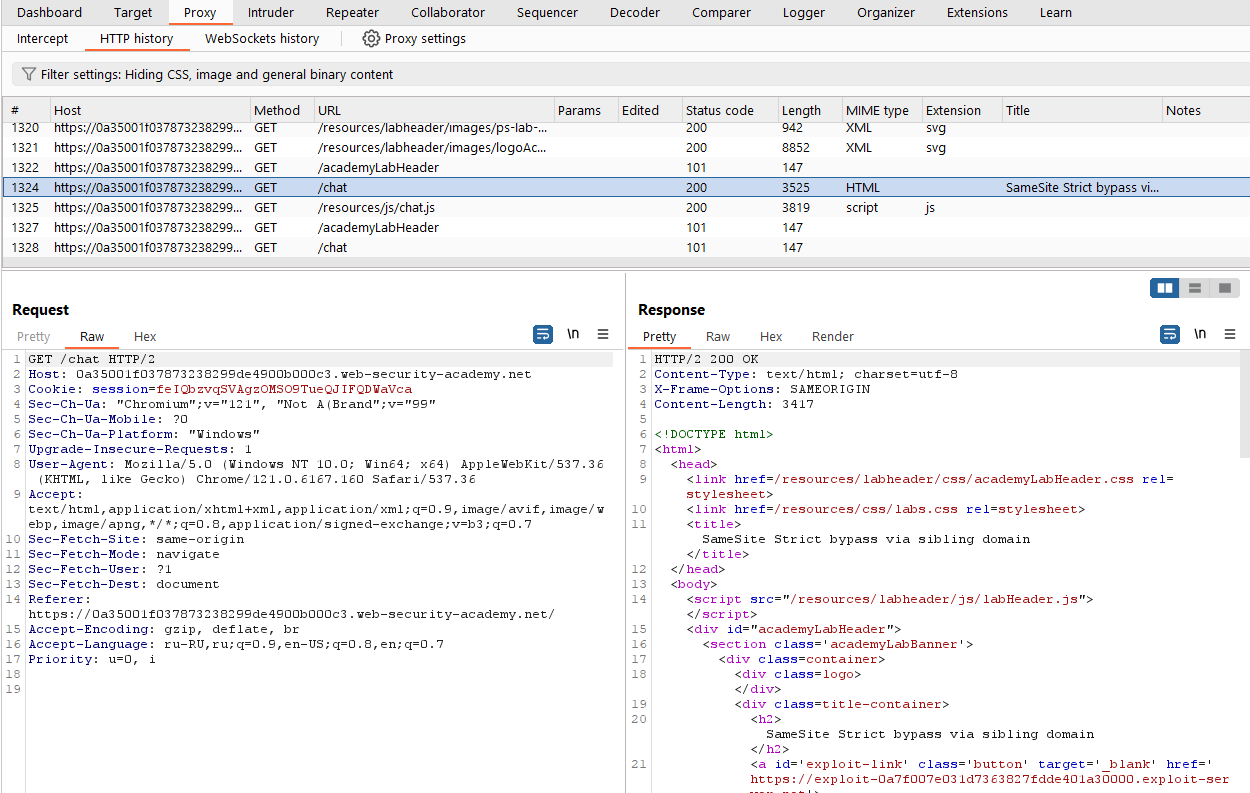 Dashboard Target Proxy Intruder Repeater Collaborator Sequencer Decoder Comparer Logger Organizer Extensions Learn
Intercept HTTP history WebSockets history Proxy settings
Filter settings: Hiding CSS, image and general binary content
# Host Method URL Params Edited Status code Length MIME type Extension Title Notes
1320 https://0a35001f037873238299... GET /resources/labheader/images/ps-lab-... 200 942 XML svg
1321 https://0a35001f037873238299... GET /resources/labheader/images/logoAc... 200 8852 XML svg
1322 https://0a35001f037873238299... GET /academyLabHeader 101 147
1324 https://0a35001f037873238299... GET /chat 200 3525 HTML SameSite Strict bypass vi...
1325 https://0a35001f037873238299... GET /resources/js/chat.js 200 3819 script js
1327 https://0a35001f037873238299... GET /academyLabHeader 101 147
1328 https://0a35001f037873238299... GET /chat 101 147
Request
Pretty Raw Hex \n
1 GET /chat HTTP/2
2 Host: 0a35001f037873238299de4900b000c3.web-security-academy.net
3 Cookie: session=feIQbzvqSVAgzOMSO9TueQJIFQDWaVca
4 Sec-Ch-Ua: "Chromium";v="121", "Not A(Brand";v="99"
5 Sec-Ch-Ua-Mobile: ?0
6 Sec-Ch-Ua-Platform: "Windows"
7 Upgrade-Insecure-Requests: 1
8 User-Agent: Mozilla/5.0 (Windows NT 10.0; Win64; x64) AppleWebKit/537.36
(KHTML, like Gecko) Chrome/121.0.6167.160 Safari/537.36
9 Accept:
text/html,application/xhtml+xml,application/xml;q=0.9,image/avif,image/w
ebp,image/apng,*/*;q=0.8,application/signed-exchange;v=b3;q=0.7
10 Sec-Fetch-Site: same-origin
11 Sec-Fetch-Mode: navigate
12 Sec-Fetch-User: ?1
13 Sec-Fetch-Dest: document
14 Referer:
https://0a35001f037873238299de4900b000c3.web-security-academy.net/
15 Accept-Encoding: gzip, deflate, br
16 Accept-Language: ru-RU,ru;q=0.9,en-US;q=0.8,en;q=0.7
17 Priority: u=0, i
18
19
Response
Pretty Raw Hex Render \n
1 HTTP/2 200 OK
2 Content-Type: text/html; charset=utf-8
3 X-Frame-Options: SAMEORIGIN
4 Content-Length: 3417
5
6 <!DOCTYPE html>
7 <html>
8 <head>
9 <link href=/resources/labheader/css/academyLabHeader.css rel=
stylesheet>
10 <link href=/resources/css/labs.css rel=stylesheet>
11 <title>
SameSite Strict bypass via sibling domain
</title>
12 </head>
13 <body>
14 <script src="/resources/labheader/js/labHeader.js">
</script>
15 <div id="academyLabHeader">
16 <section class='academyLabBanner'>
17 <div class=container>
18 <div class=logo>
</div>
19 <div class=title-container>
20 <h2>
SameSite Strict bypass via sibling domain
</h2>
21 <a id='exploit-link' class='button' target='_blank' href='
https://exploit-0a7f007e031d7363827fdde401a30000.exploit-ser